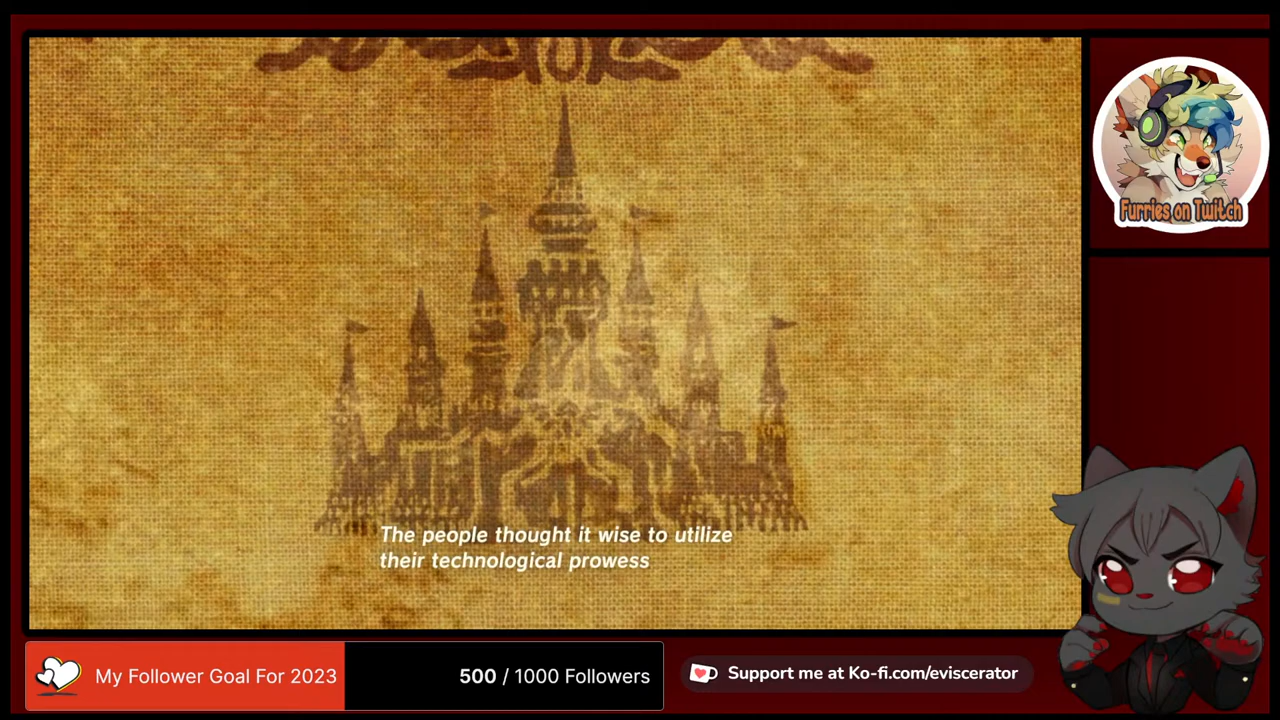 Furries on Twitch
The people thought it wise to utilize
their technological prowess
My Follower Goal For 2023
500 / 1000 Followers
Support me at Ko-fi.com/eviscerator